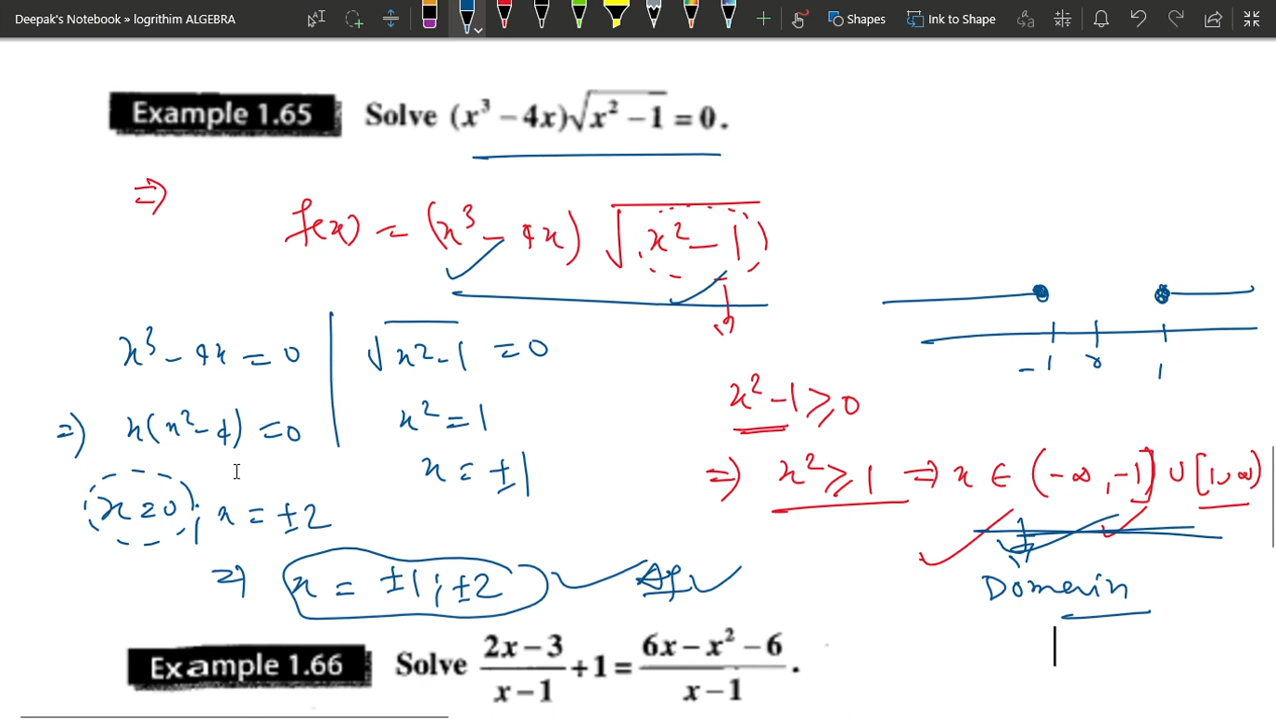 Deepak's Notebook » logrithim ALGEBRA
Shapes
Ink to Shape
Example 1.65 Solve (x³ − 4x)√(x² − 1) = 0.
⇒
f(x) = (x³ − 4x) √(x² − 1)
x³ − 4x = 0
√(x² − 1) = 0
⇒ x(x² − 4) = 0
x² = 1
x = 0; x = ±2
x = ±1
⇒ x = ±1; ±2
−1 1
x² − 1 ≥ 0
⇒ x² ≥ 1 ⇒ x ∈ (−∞, −1] ∪ [1, ∞)
Domain
Example 1.66 Solve (2x − 3)/(x − 1) + 1 = (6x − x² − 6)/(x − 1).